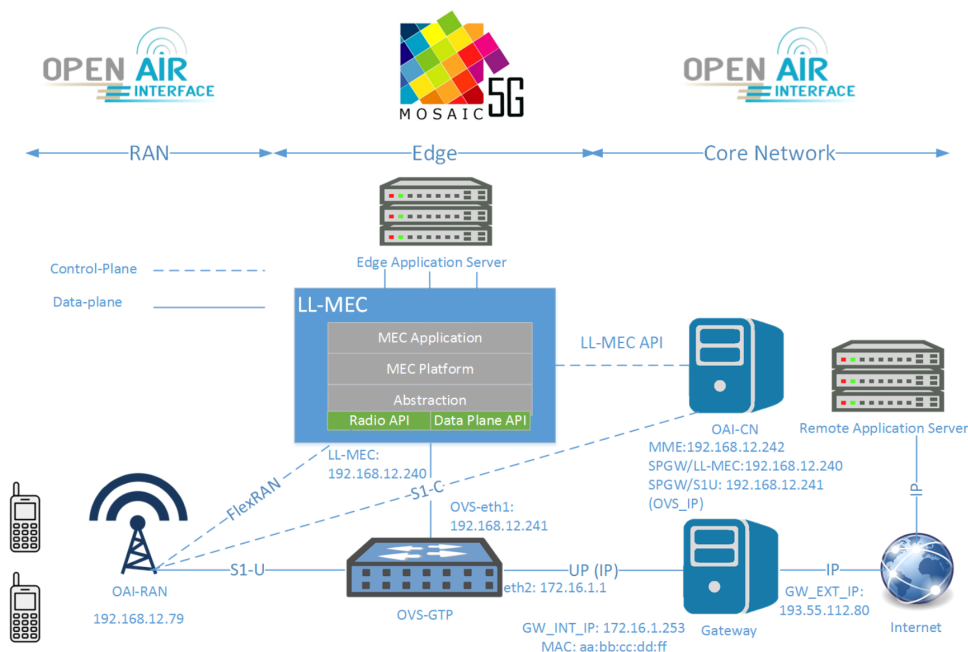 OPEN AIR
INTERFACE
MOSAIC 5G
OPEN AIR
INTERFACE
RAN
Edge
Core Network
Edge Application Server
Control-Plane
Data-plane
LL-MEC
MEC Application
MEC Platform
Abstraction
Radio API
Data Plane API
LL-MEC API
OAI-CN
MME:192.168.12.242
SPGW/LL-MEC:192.168.12.240
SPGW/S1U: 192.168.12.241
(OVS_IP)
Remote Application Server
LL-MEC:
192.168.12.240
FlexRAN
S1-C
OVS-eth1:
192.168.12.241
IP
OAI-RAN
192.168.12.79
S1-U
OVS-GTP
UP (IP)
eth2: 172.16.1.1
GW_INT_IP: 172.16.1.253
MAC: aa:bb:cc:dd:ff
Gateway
IP
GW_EXT_IP:
193.55.112.80
Internet